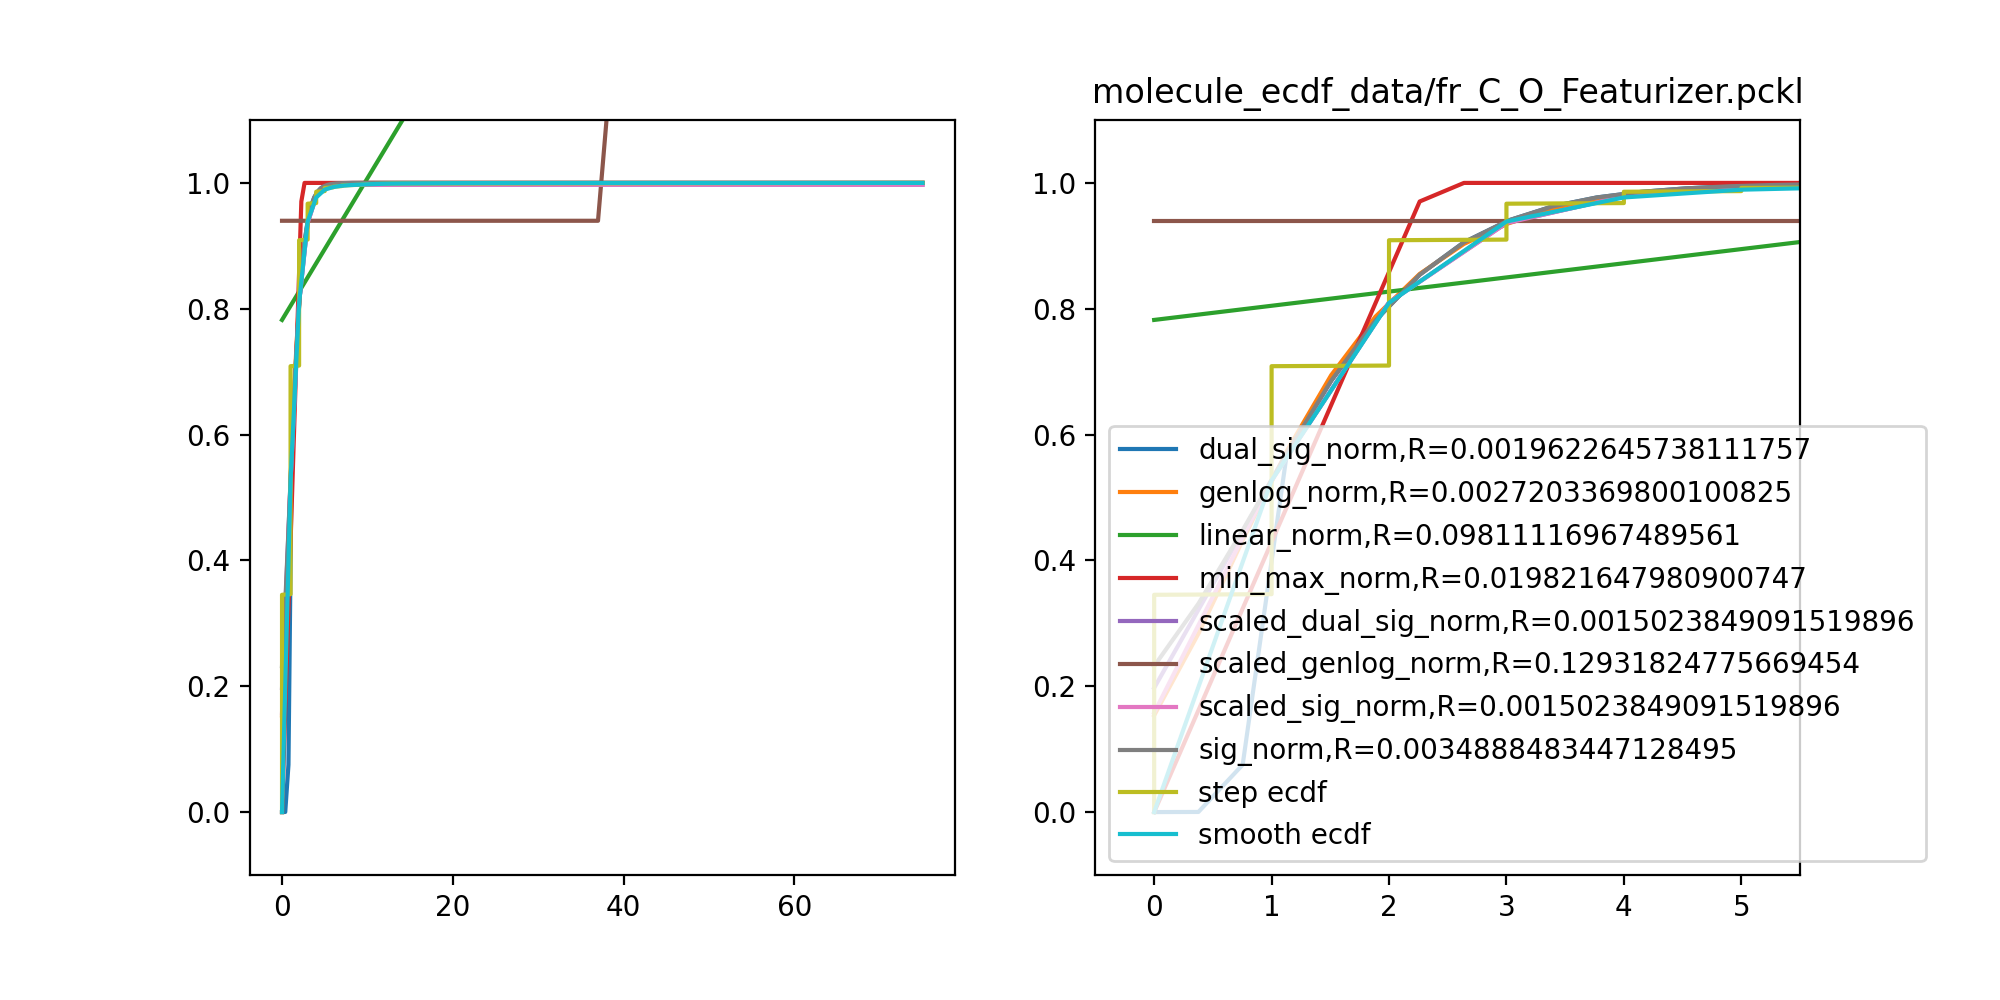 molecule_ecdf_data/fr_C_O_Featurizer.pckl
1.0
0.8
0.6
0.4
0.2
0.0
0 20 40 60
1.0
0.8
0.6
0.4
0.2
0.0
dual_sig_norm,R=0.0019622645738111757
genlog_norm,R=0.0027203369800100825
linear_norm,R=0.09811116967489561
min_max_norm,R=0.019821647980900747
scaled_dual_sig_norm,R=0.0015023849091519896
scaled_genlog_norm,R=0.12931824775669454
scaled_sig_norm,R=0.0015023849091519896
sig_norm,R=0.0034888483447128495
step ecdf
smooth ecdf
0 1 2 3 4 5